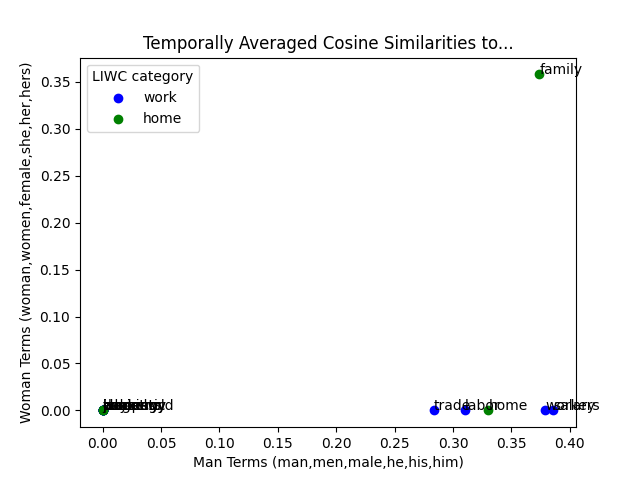 Temporally Averaged Cosine Similarities to...
LIWC category
work
home
family
trade
labor
home
Woman Terms (woman,women,female,she,her,hers)
0.35
0.30
0.25
0.20
0.15
0.10
0.05
0.00
0.00 0.05 0.10 0.15 0.20 0.25 0.30 0.35 0.40
Man Terms (man,men,male,he,his,him)